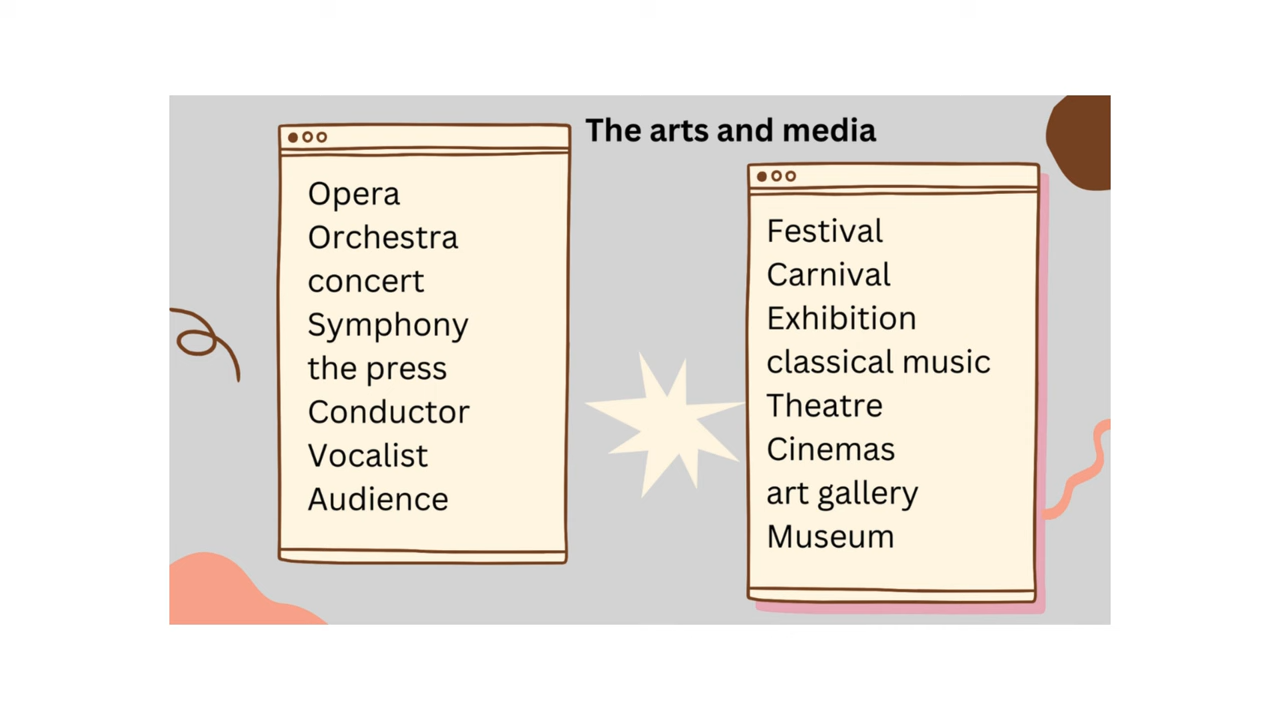 The arts and media
Opera
Orchestra
concert
Symphony
the press
Conductor
Vocalist
Audience
Festival
Carnival
Exhibition
classical music
Theatre
Cinemas
art gallery
Museum